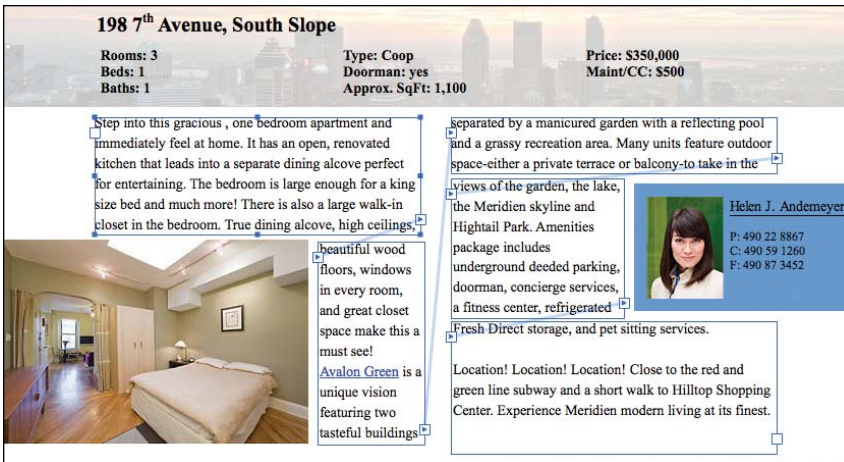 198 7th Avenue, South Slope
Rooms: 3
Beds: 1
Baths: 1
Type: Coop
Doorman: yes
Approx. SqFt: 1,100
Price: $350,000
Maint/CC: $500
Step into this gracious , one bedroom apartment and
immediately feel at home. It has an open, renovated
kitchen that leads into a separate dining alcove perfect
for entertaining. The bedroom is large enough for a king
size bed and much more! There is also a large walk-in
closet in the bedroom. True dining alcove, high ceilings,
beautiful wood
floors, windows
in every room,
and great closet
space make this a
must see!
Avalon Green is a
unique vision
featuring two
tasteful buildings
separated by a manicured garden with a reflecting pool
and a grassy recreation area. Many units feature outdoor
space-either a private terrace or balcony-to take in the
views of the garden, the lake,
the Meridien skyline and
Hightail Park. Amenities
package includes
underground deeded parking,
doorman, concierge services,
a fitness center, refrigerated
Fresh Direct storage, and pet sitting services.
Location! Location! Location! Close to the red and
green line subway and a short walk to Hilltop Shopping
Center. Experience Meridien modern living at its finest.
Helen J. Andemeyer
P: 490 22 8867
C: 490 59 1260
F: 490 87 3452